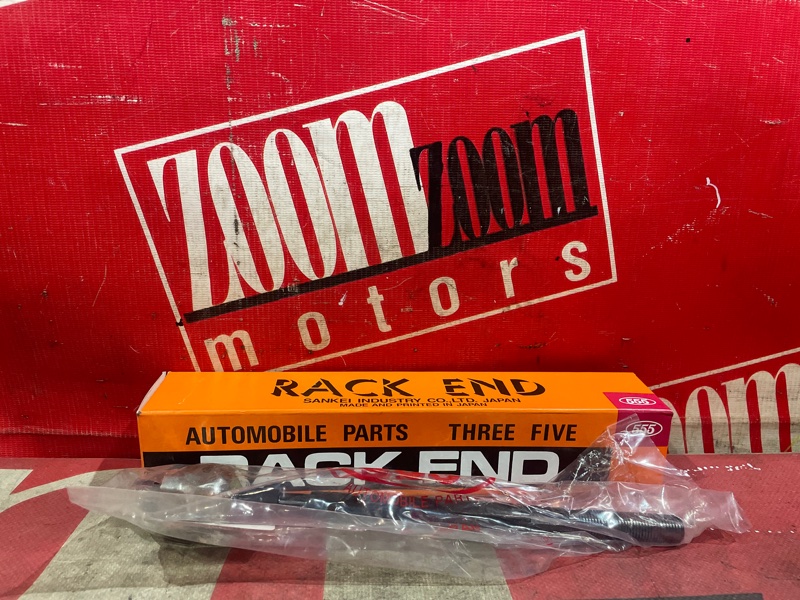 zoom zoom
motors
zoom
RACK END
SANKEI INDUSTRY CO.,LTD. JAPAN
MADE AND PRINTED IN JAPAN
555
AUTOMOBILE PARTS THREE FIVE
555
RACK END